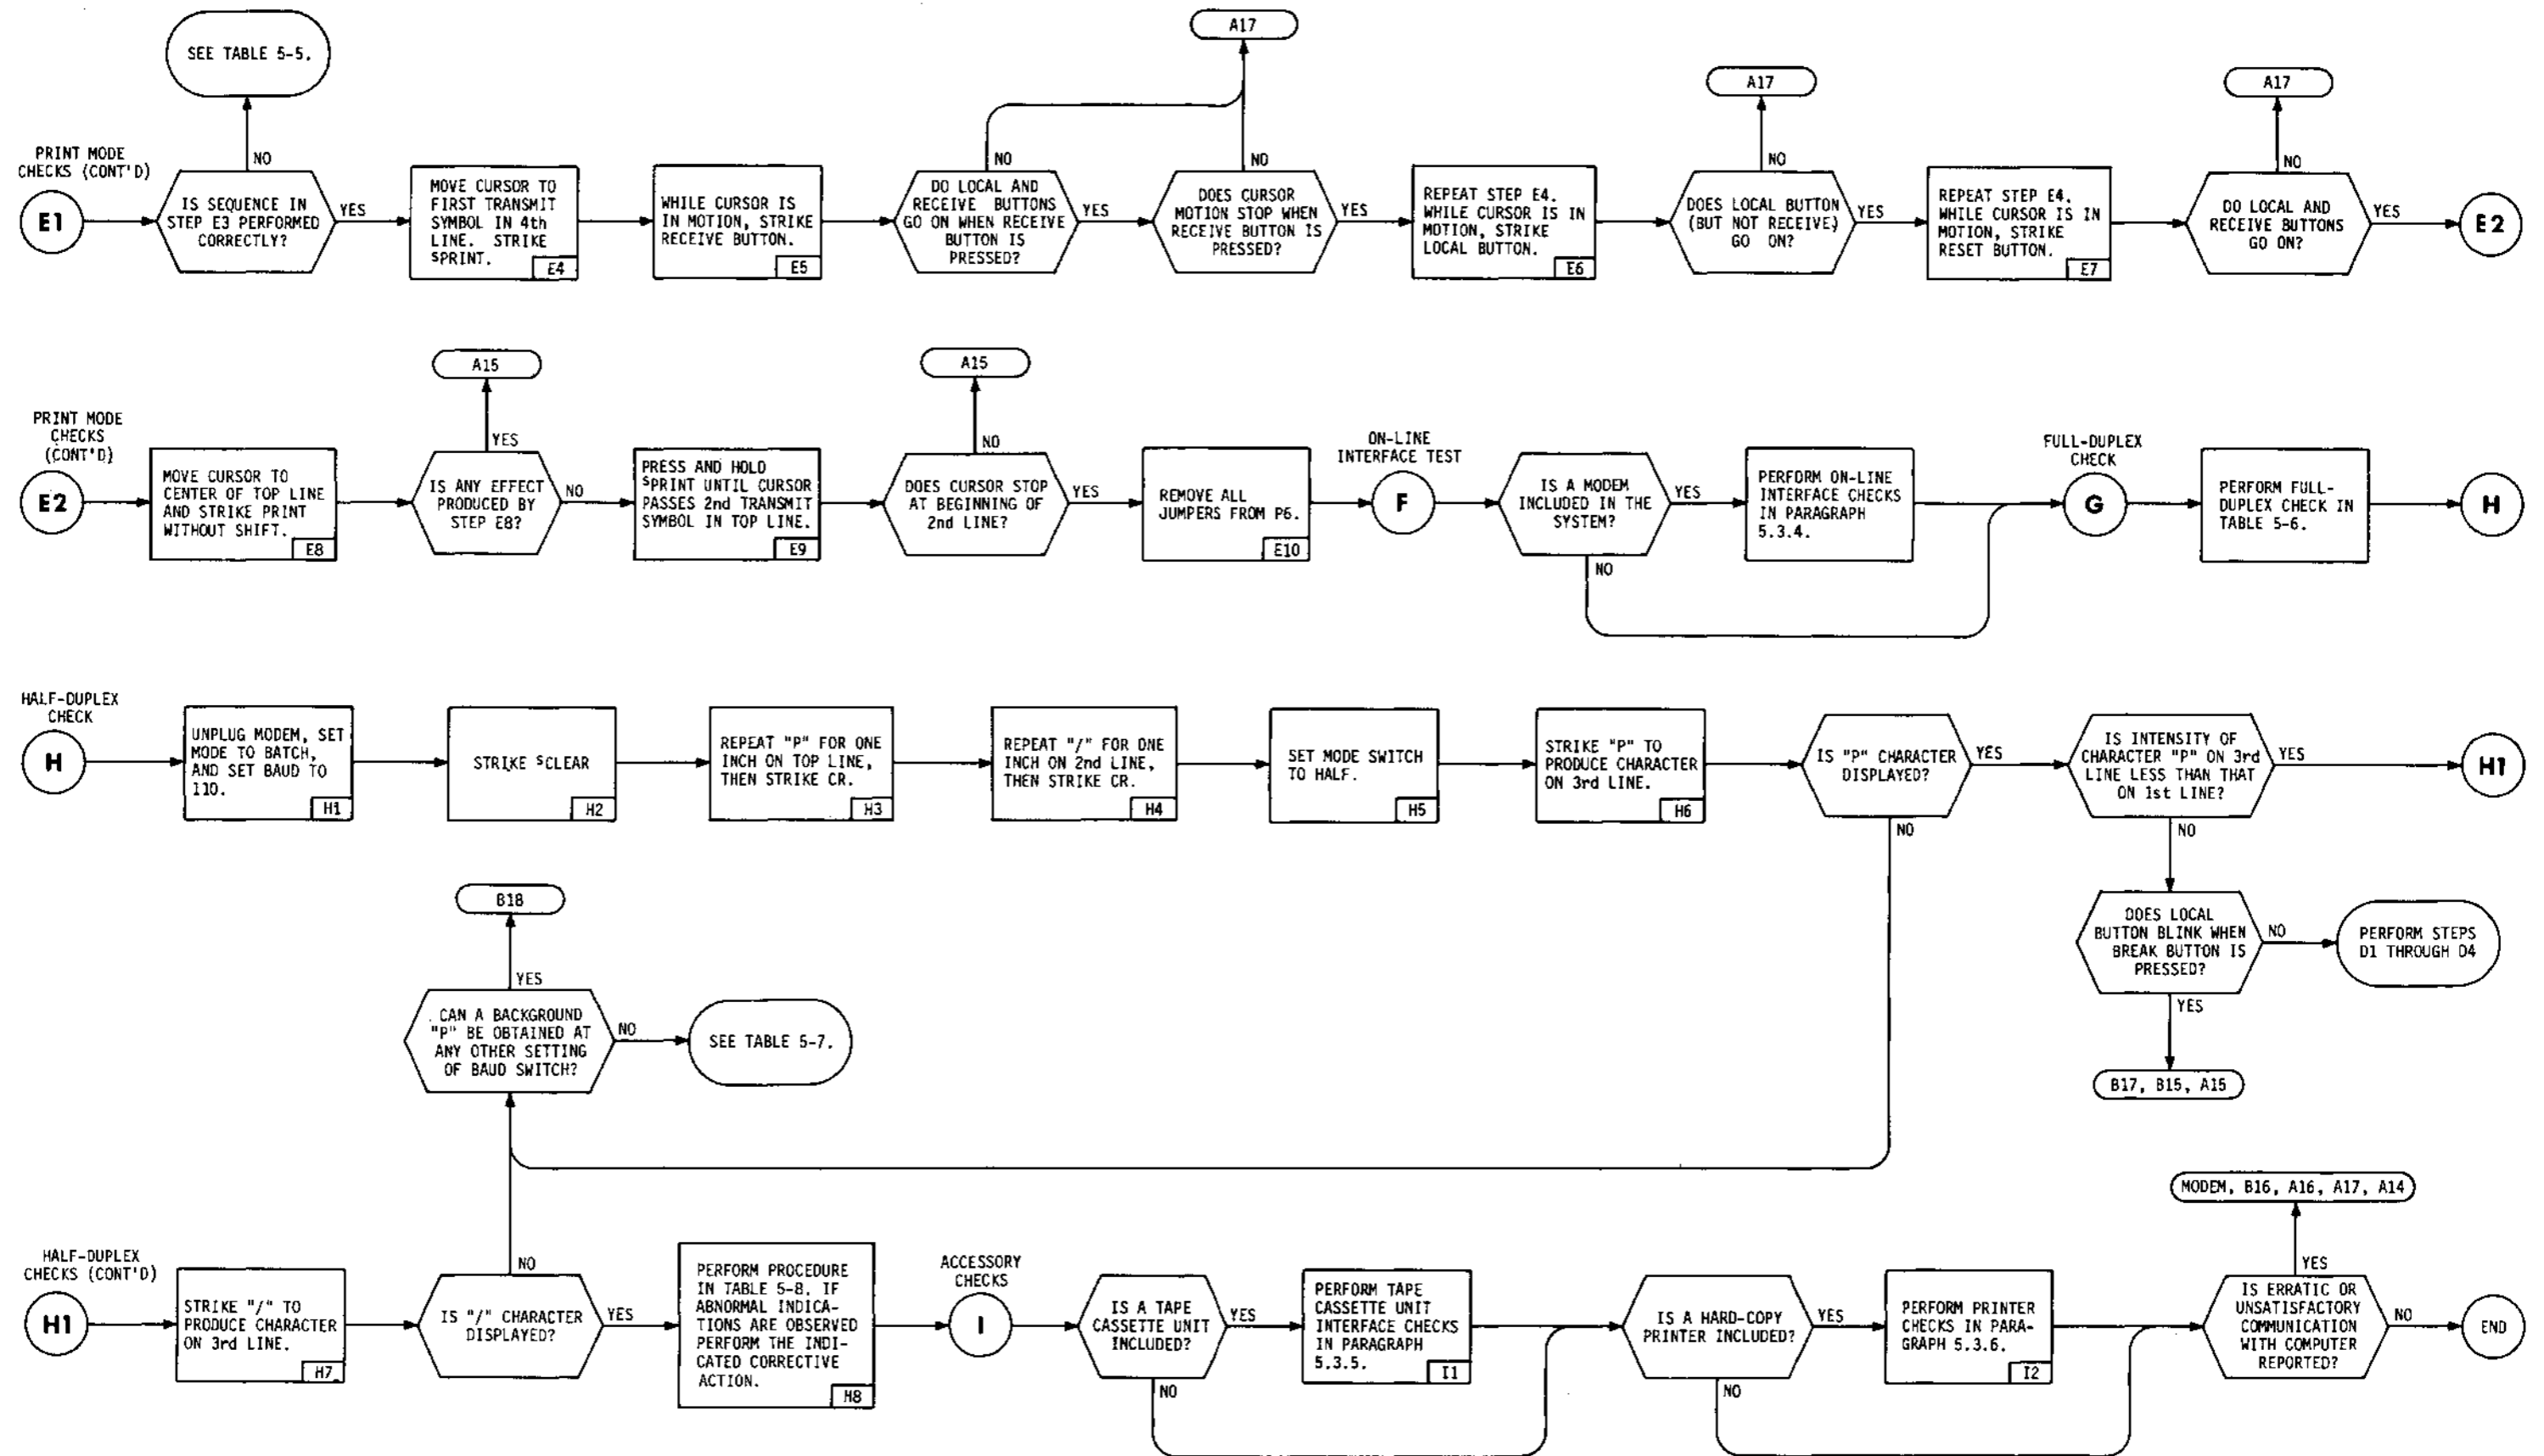 SEE TABLE 5-5.
NO
PRINT MODE
CHECKS (CONT'D)
E1
IS SEQUENCE IN
STEP E3 PERFORMED
CORRECTLY?
YES
MOVE CURSOR TO
FIRST TRANSMIT
SYMBOL IN 4th
LINE. STRIKE
SPRINT.
E4
WHILE CURSOR IS
IN MOTION, STRIKE
RECEIVE BUTTON.
E5
A17
NO
DO LOCAL AND
RECEIVE BUTTONS
GO ON WHEN RECEIVE
BUTTON IS
PRESSED?
YES
NO
DOES CURSOR
MOTION STOP WHEN
RECEIVE BUTTON IS
PRESSED?
YES
REPEAT STEP E4.
WHILE CURSOR IS IN
MOTION, STRIKE
LOCAL BUTTON.
E6
A17
NO
DOES LOCAL BUTTON
(BUT NOT RECEIVE)
GO ON?
YES
REPEAT STEP E4.
WHILE CURSOR IS IN
MOTION, STRIKE
RESET BUTTON.
E7
A17
NO
DO LOCAL AND
RECEIVE BUTTONS
GO ON?
YES
E2
PRINT MODE
CHECKS
(CONT'D)
E2
MOVE CURSOR TO
CENTER OF TOP LINE
AND STRIKE PRINT
WITHOUT SHIFT.
E8
A15
YES
IS ANY EFFECT
PRODUCED BY
STEP E8?
NO
PRESS AND HOLD
SPRINT UNTIL CURSOR
PASSES 2nd TRANSMIT
SYMBOL IN TOP LINE.
E9
A15
NO
DOES CURSOR STOP
AT BEGINNING OF
2nd LINE?
YES
REMOVE ALL
JUMPERS FROM P6.
E10
ON-LINE
INTERFACE TEST
F
IS A MODEM
INCLUDED IN THE
SYSTEM?
YES
NO
PERFORM ON-LINE
INTERFACE CHECKS
IN PARAGRAPH
5.3.4.
FULL-DUPLEX
CHECK
G
PERFORM FULL-
DUPLEX CHECK IN
TABLE 5-6.
H
HALF-DUPLEX
CHECK
H
UNPLUG MODEM, SET
MODE TO BATCH,
AND SET BAUD TO
110.
H1
STRIKE SCLEAR
H2
REPEAT "P" FOR ONE
INCH ON TOP LINE,
THEN STRIKE CR.
H3
REPEAT "/" FOR ONE
INCH ON 2nd LINE,
THEN STRIKE CR.
H4
SET MODE SWITCH
TO HALF.
H5
STRIKE "P" TO
PRODUCE CHARACTER
ON 3rd LINE.
H6
IS "P" CHARACTER
DISPLAYED?
YES
NO
IS INTENSITY OF
CHARACTER "P" ON 3rd
LINE LESS THAN THAT
ON 1st LINE?
YES
H1
NO
DOES LOCAL
BUTTON BLINK WHEN
BREAK BUTTON IS
PRESSED?
NO
PERFORM STEPS
D1 THROUGH D4
YES
B17, B15, A15
B18
YES
CAN A BACKGROUND
"P" BE OBTAINED AT
ANY OTHER SETTING
OF BAUD SWITCH?
NO
SEE TABLE 5-7.
HALF-DUPLEX
CHECKS (CONT'D)
H1
STRIKE "/" TO
PRODUCE CHARACTER
ON 3rd LINE.
H7
NO
IS "/" CHARACTER
DISPLAYED?
YES
PERFORM PROCEDURE
IN TABLE 5-8. IF
ABNORMAL INDICA-
TIONS ARE OBSERVED
PERFORM THE INDI-
CATED CORRECTIVE
ACTION.
H8
ACCESSORY
CHECKS
I
IS A TAPE
CASSETTE UNIT
INCLUDED?
YES
NO
PERFORM TAPE
CASSETTE UNIT
INTERFACE CHECKS
IN PARAGRAPH
5.3.5.
I1
IS A HARD-COPY
PRINTER INCLUDED?
YES
NO
PERFORM PRINTER
CHECKS IN PARA-
GRAPH 5.3.6.
I2
MODEM, B16, A16, A17, A14
YES
IS ERRATIC OR
UNSATISFACTORY
COMMUNICATION
WITH COMPUTER
REPORTED?
NO
END